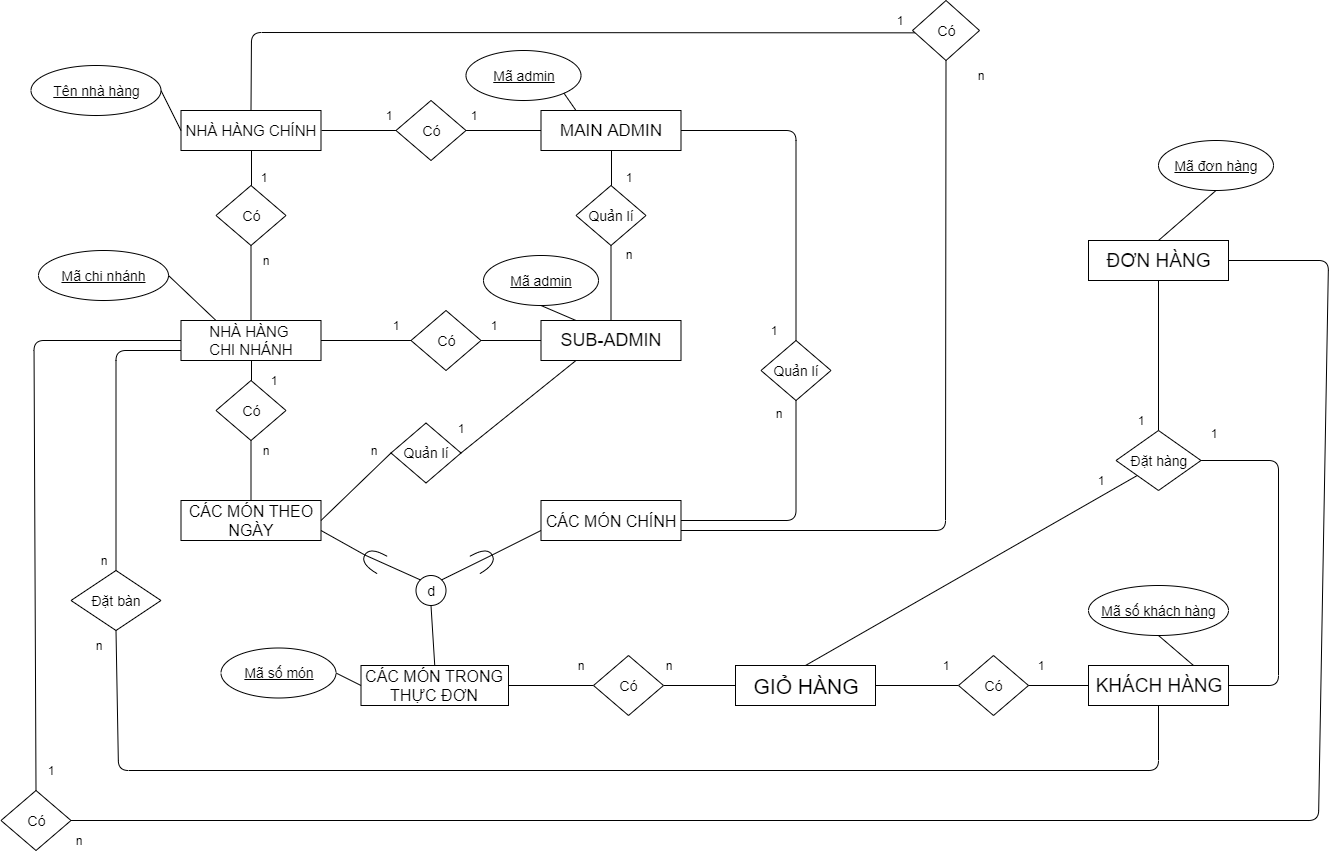 1
Có
n
Tên nhà hàng
Mã admin
NHÀ HÀNG CHÍNH
1
Có
1
MAIN ADMIN
1
Có
n
1
Quản lí
n
Mã đơn hàng
ĐƠN HÀNG
Mã chi nhánh
Mã admin
NHÀ HÀNG
CHI NHÁNH
1
Có
1
SUB-ADMIN
1
Quản lí
n
1
Có
n
n
Quản lí
1
1
1
Đặt hàng
1
CÁC MÓN THEO
NGÀY
CÁC MÓN CHÍNH
n
Đặt bàn
n
d
Mã số khách hàng
Mã số món
CÁC MÓN TRONG
THỰC ĐƠN
n
Có
n
GIỎ HÀNG
1
Có
1
KHÁCH HÀNG
1
Có
n